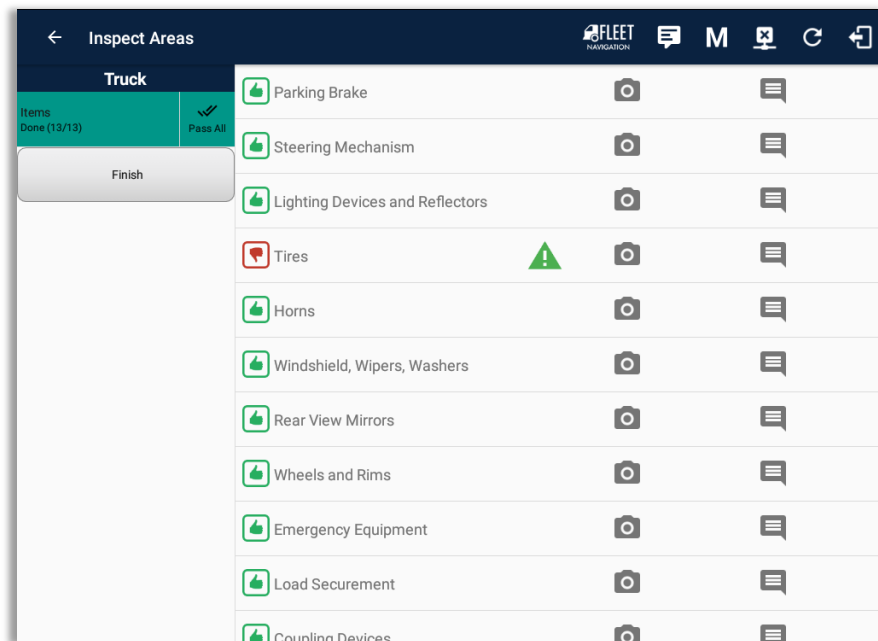 Inspect Areas
FLEET
NAVIGATION
M
Truck
Items
Done (13/13)
Pass All
Finish
Parking Brake
Steering Mechanism
Lighting Devices and Reflectors
Tires
Horns
Windshield, Wipers, Washers
Rear View Mirrors
Wheels and Rims
Emergency Equipment
Load Securement
Coupling Devices